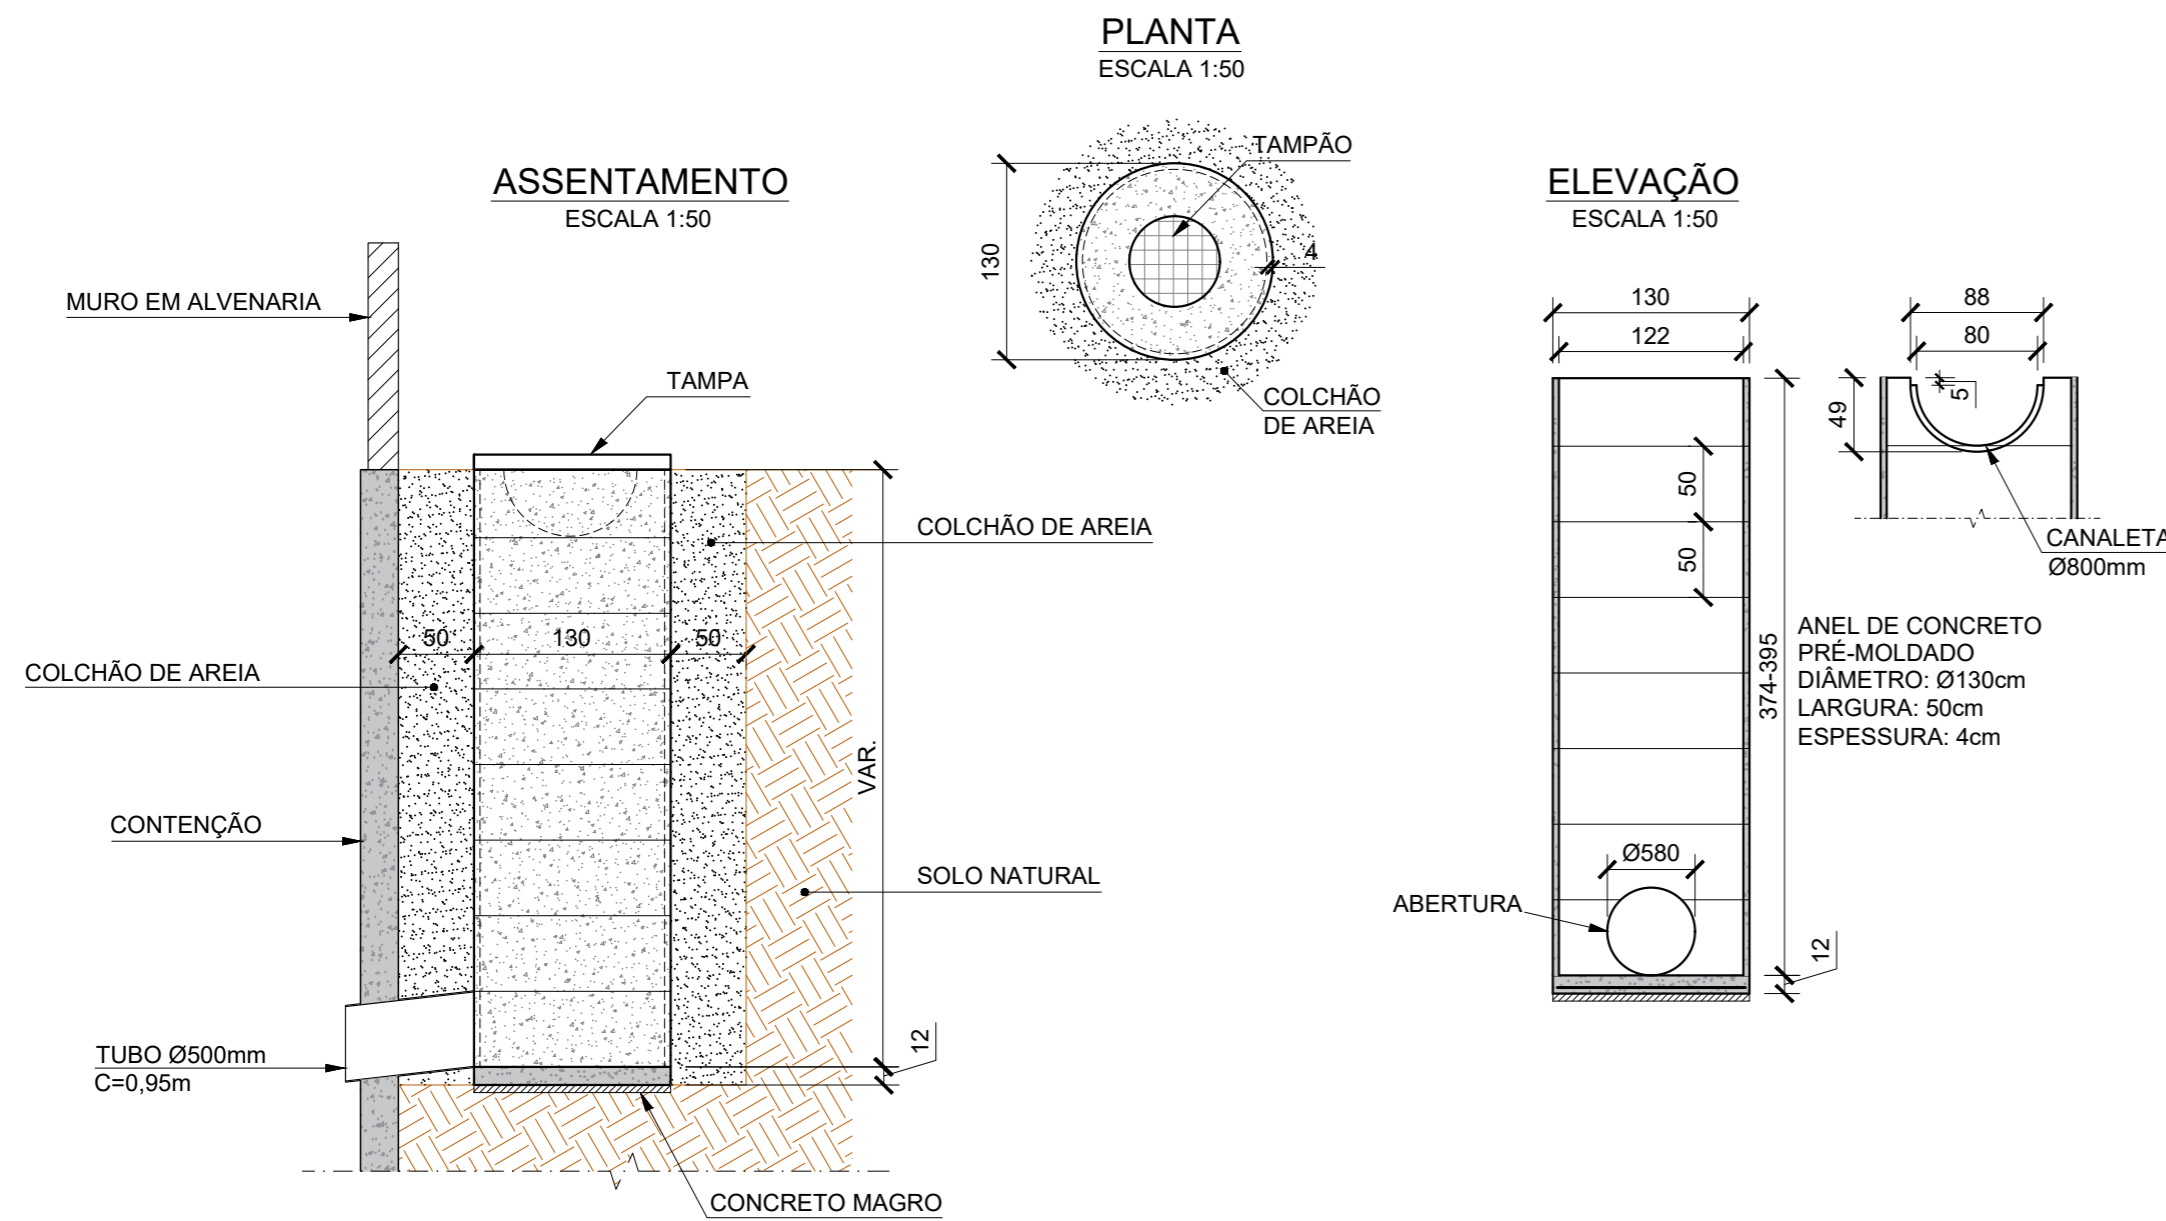 PLANTA
ESCALA 1:50
TAMPÃO
130
4
COLCHÃO
DE AREIA
ASSENTAMENTO
ESCALA 1:50
MURO EM ALVENARIA
TAMPA
COLCHÃO DE AREIA
50
130
50
COLCHÃO DE AREIA
VAR.
CONTENÇÃO
SOLO NATURAL
12
TUBO Ø500mm
C=0,95m
CONCRETO MAGRO
ELEVAÇÃO
ESCALA 1:50
130
122
50
50
374-395
Ø580
ABERTURA
12
88
80
5
49
CANALETA
Ø800mm
ANEL DE CONCRETO
PRÉ-MOLDADO
DIÂMETRO: Ø130cm
LARGURA: 50cm
ESPESSURA: 4cm